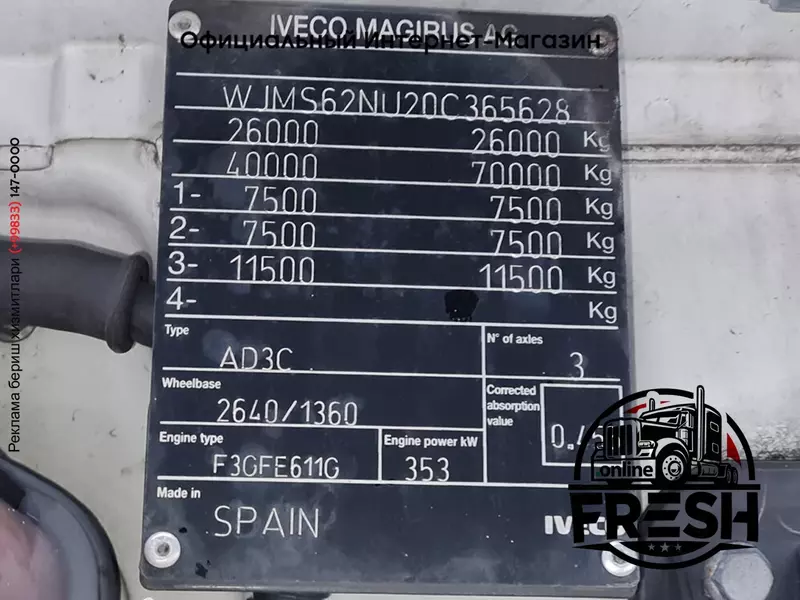 IVECO MAGIRUS AG
Официальный Интернет-Магазин
WJMS62NU20C365628
26000 26000 Kg
40000 70000 Kg
1- 7500 7500 Kg
2- 7500 7500 Kg
3- 11500 11500 Kg
4- Kg
Type AD3C N° of axles 3
Wheelbase 2640/1360 Corrected absorption value 0.
Engine type F3GFE611G Engine power kW 353
Made in SPAIN IVECO
online
FRESH
Реклама бериш хизмитлари (+99833) 147-0000